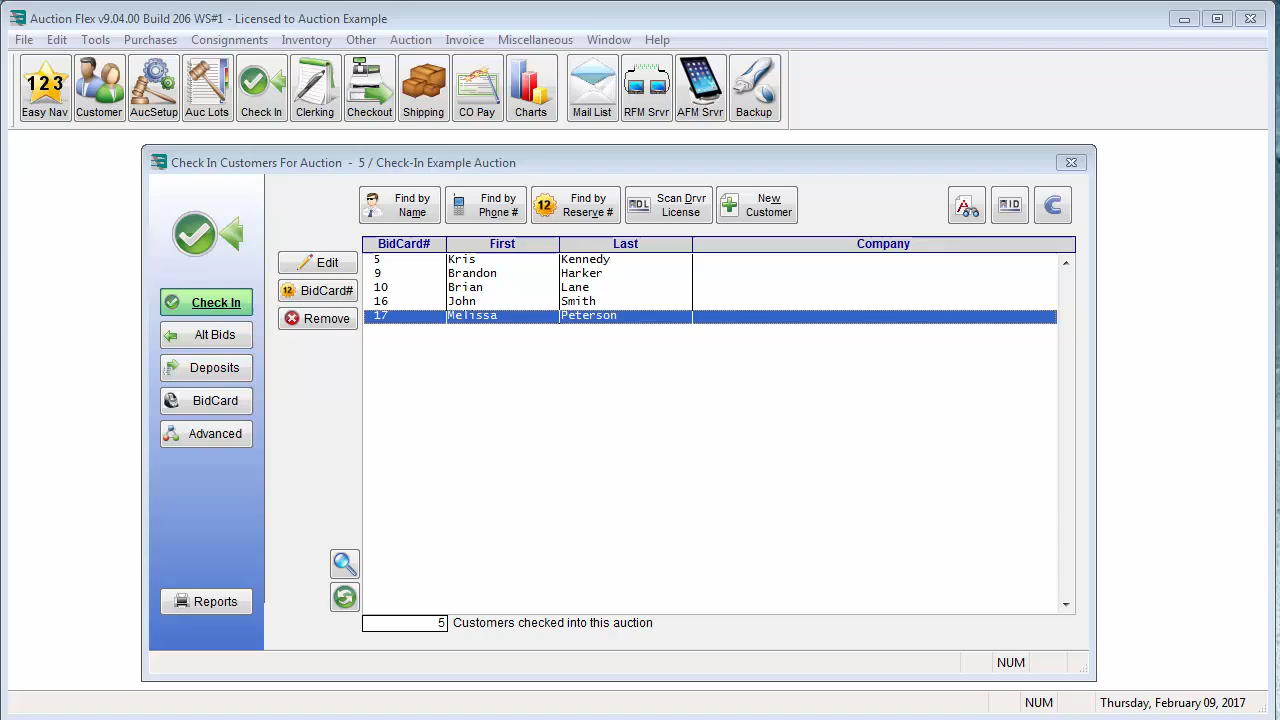 Auction Flex v9.04.00 Build 206 WS#1 - Licensed to Auction Example
File Edit Tools Purchases Consignments Inventory Other Auction Invoice Miscellaneous Window Help
123
Easy Nav Customer AucSetup Auc Lots Check In Clerking Checkout Shipping CO Pay Charts Mail List RFM Srvr AFM Srvr Backup
Check In Customers For Auction - 5 / Check-In Example Auction
Find by Name
Find by Phone #
12 Find by Reserve #
DL Scan Drvr License
New Customer
A
ID
C
BidCard# First Last Company
5 Kris Kennedy
9 Brandon Harker
10 Brian Lane
16 John Smith
17 Melissa Peterson
Edit
12 BidCard#
Remove
Check In
Alt Bids
Deposits
BidCard
Advanced
Reports
5 Customers checked into this auction
NUM
NUM Thursday, February 09, 2017